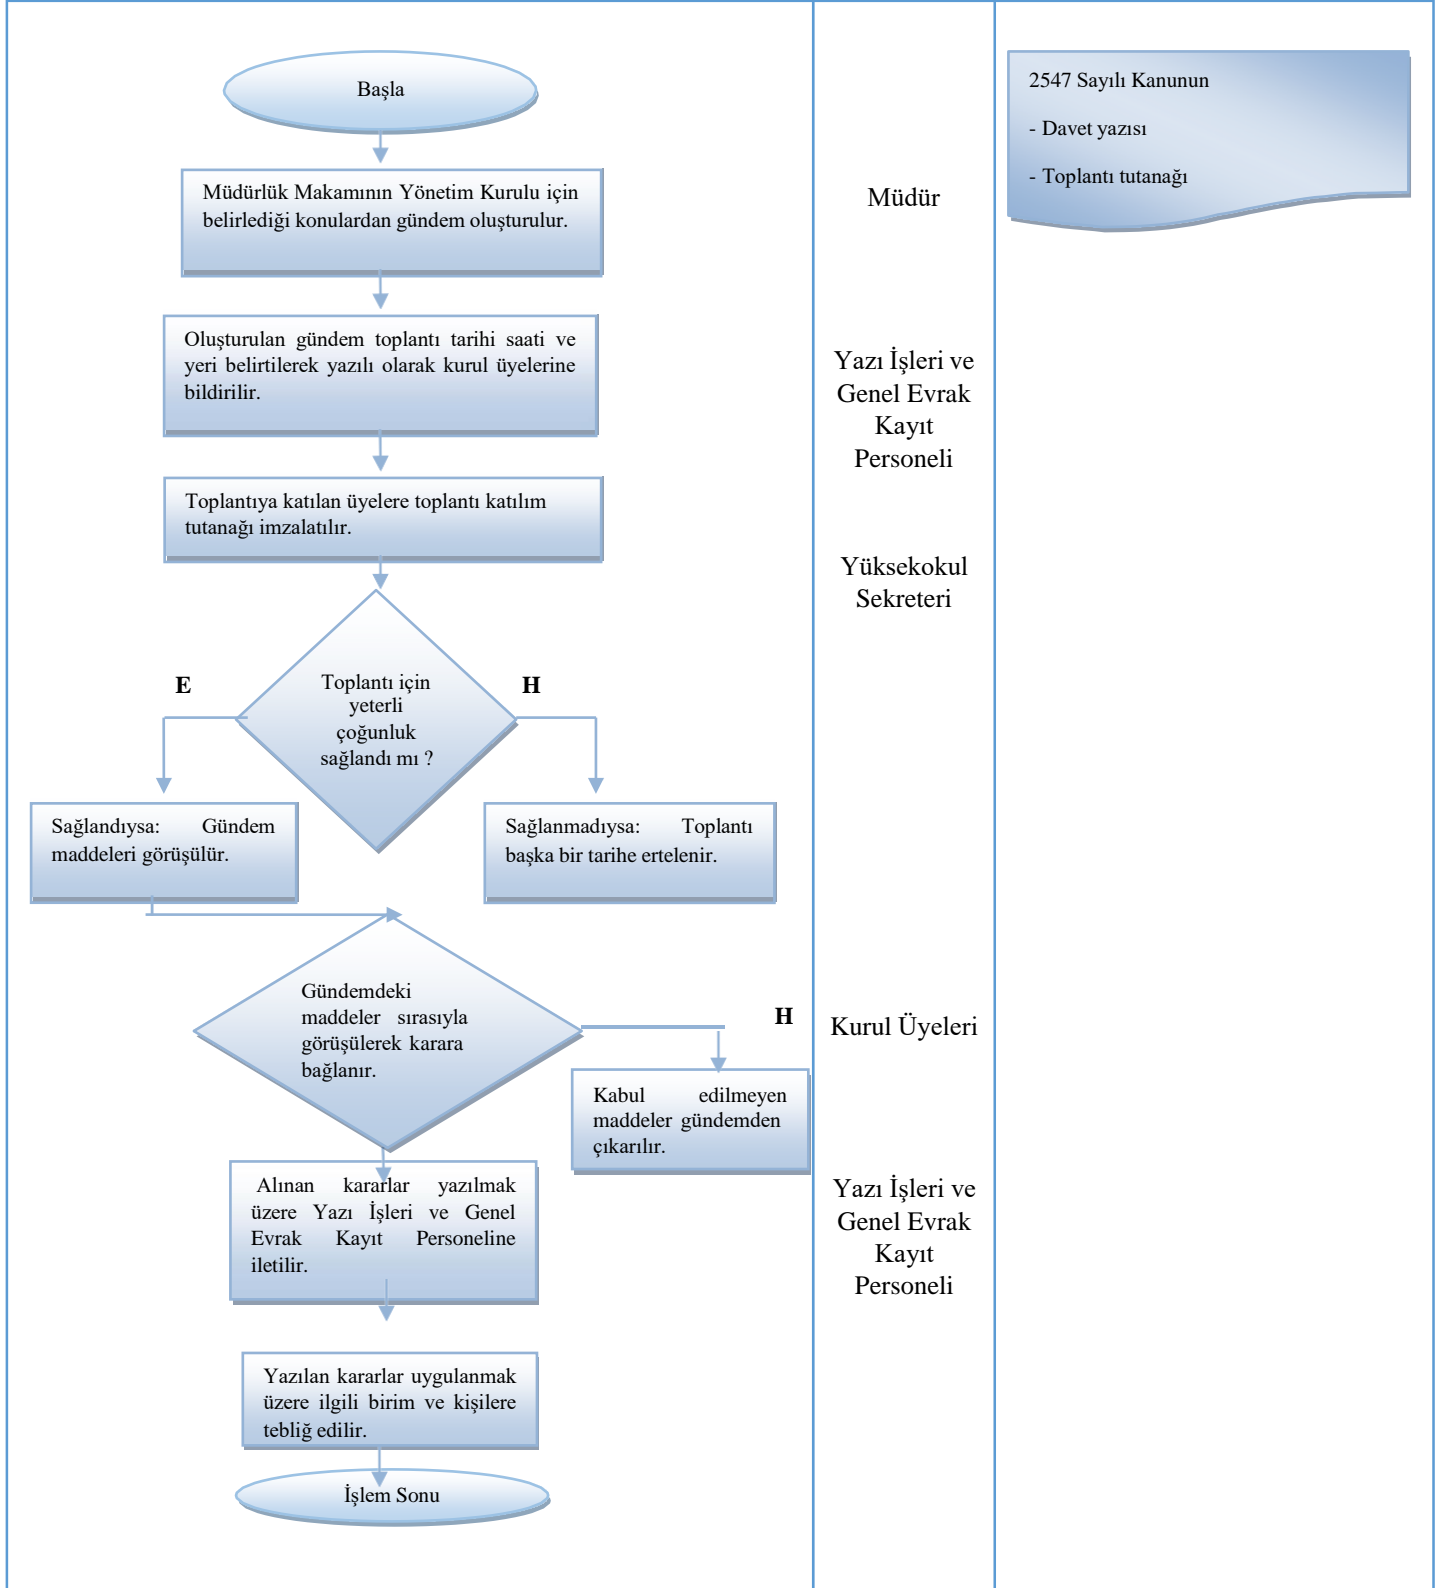 Başla
Müdürlük Makamının Yönetim Kurulu için
belirlediği konulardan gündem oluşturulur.
Oluşturulan gündem toplantı tarihi saati ve
yeri belirtilerek yazılı olarak kurul üyelerine
bildirilir.
Toplantıya katılan üyelere toplantı katılım
tutanağı imzalatılır.
E
Toplantı için
yeterli
çoğunluk
sağlandı mı ?
H
Sağlandıysa: Gündem
maddeleri görüşülür.
Sağlanmadıysa: Toplantı
başka bir tarihe ertelenir.
Gündemdeki
maddeler sırasıyla
görüşülerek karara
bağlanır.
H
Kabul edilmeyen
maddeler gündemden
çıkarılır.
Alınan kararlar yazılmak
üzere Yazı İşleri ve Genel
Evrak Kayıt Personeline
iletilir.
Yazılan kararlar uygulanmak
üzere ilgili birim ve kişilere
tebliğ edilir.
İşlem Sonu
Müdür
Yazı İşleri ve
Genel Evrak
Kayıt
Personeli
Yüksekokul
Sekreteri
Kurul Üyeleri
Yazı İşleri ve
Genel Evrak
Kayıt
Personeli
2547 Sayılı Kanunun
- Davet yazısı
- Toplantı tutanağı